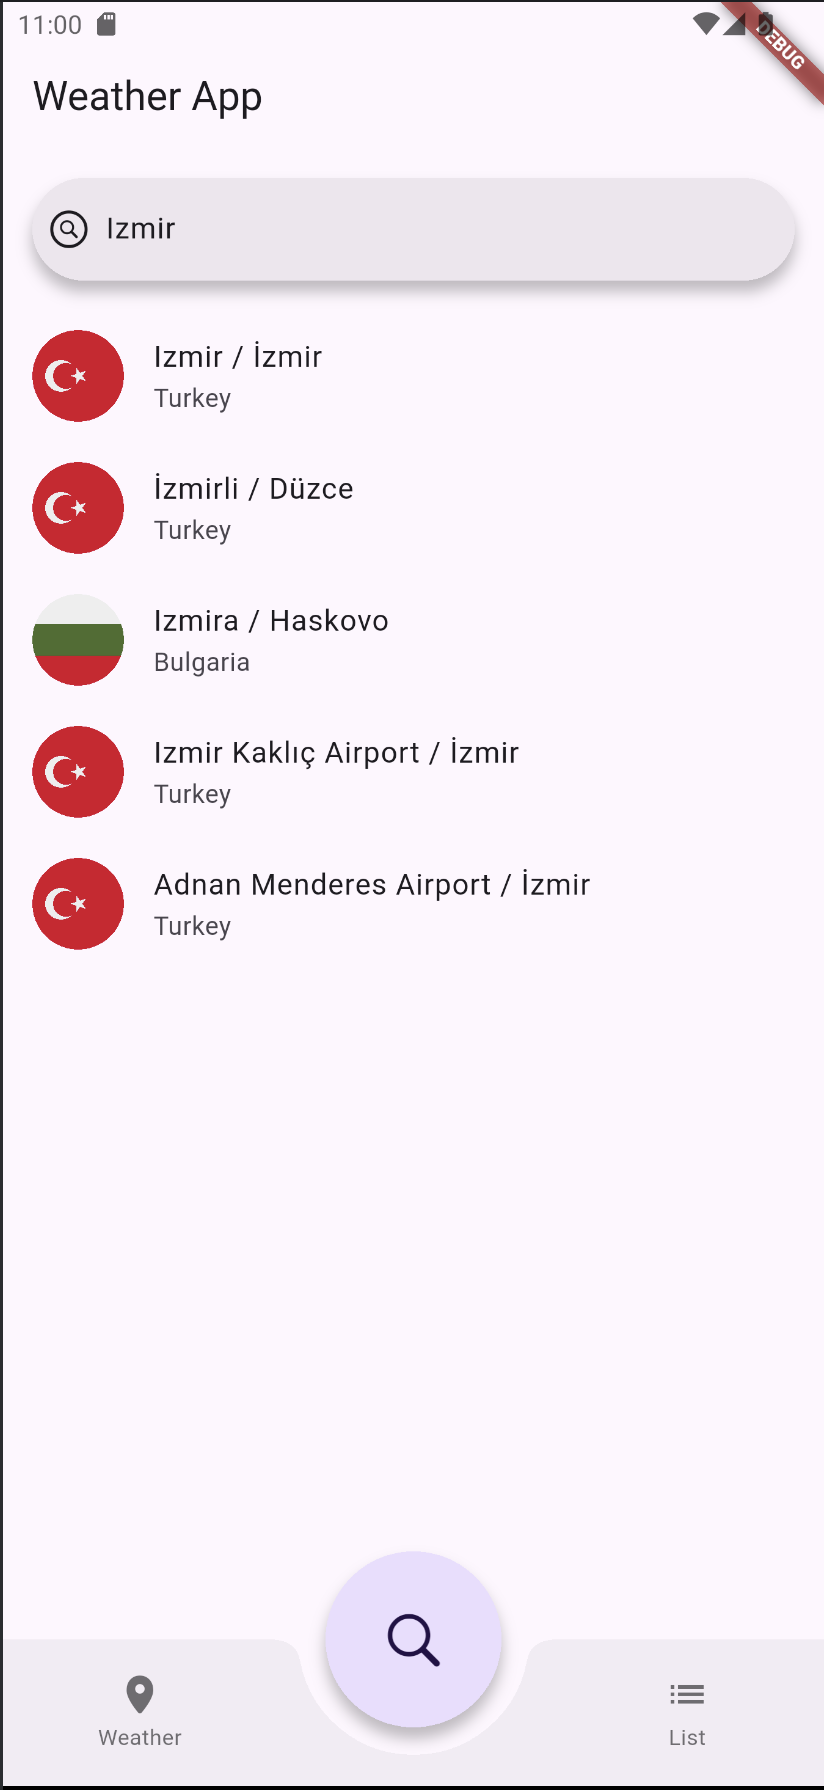 11:00
DEBUG
Weather App
Izmir
Izmir / İzmir
Turkey
İzmirli / Düzce
Turkey
Izmira / Haskovo
Bulgaria
Izmir Kaklıç Airport / İzmir
Turkey
Adnan Menderes Airport / İzmir
Turkey
Weather
List